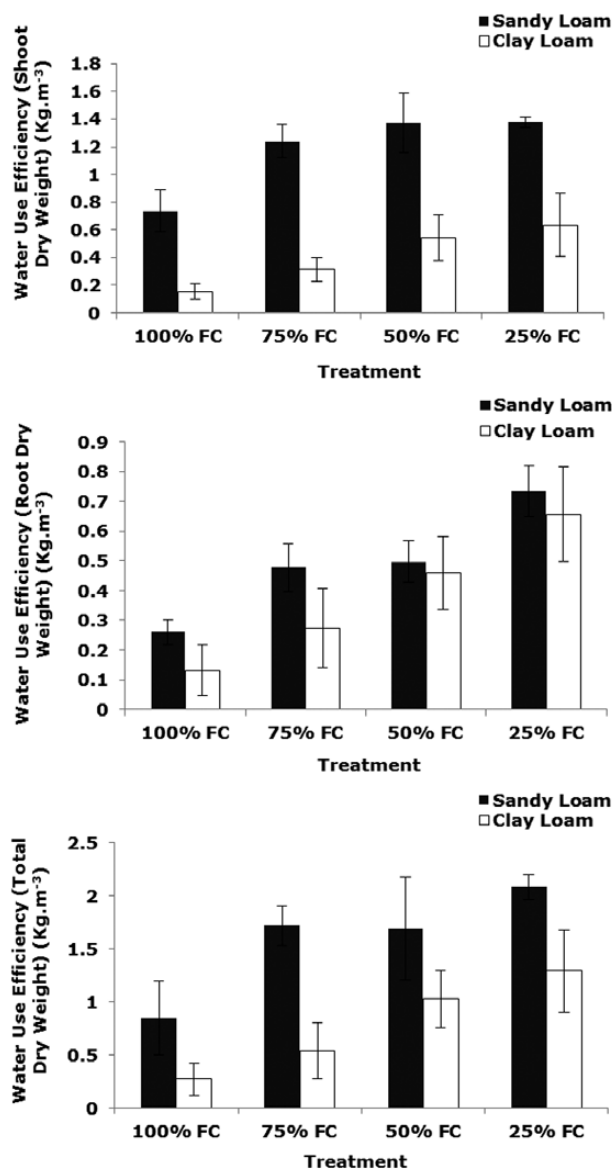 Sandy Loam
Clay Loam
Water Use Efficiency (Shoot
Dry Weight) (Kg.m-3)
1.8
1.6
1.4
1.2
1
0.8
0.6
0.4
0.2
0
100% FC 75% FC 50% FC 25% FC
Treatment
Sandy Loam
Clay Loam
Water Use Efficiency (Root Dry
Weight) (Kg.m-3)
0.9
0.8
0.7
0.6
0.5
0.4
0.3
0.2
0.1
0
100% FC 75% FC 50% FC 25% FC
Treatment
Sandy Loam
Clay Loam
Water Use Efficiency (Total
Dry Weight) (Kg.m-3)
2.5
2
1.5
1
0.5
0
100% FC 75% FC 50% FC 25% FC
Treatment